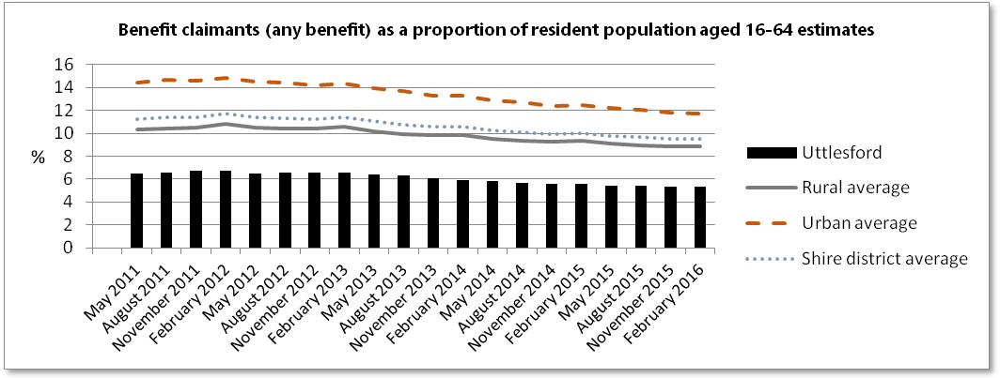 Benefit claimants (any benefit) as a proportion of resident population aged 16-64 estimates
16
14
12
10
8
6
4
2
0
%
May 2011
August 2011
November 2011
February 2012
May 2012
August 2012
November 2012
February 2013
May 2013
August 2013
November 2013
February 2014
May 2014
August 2014
November 2014
February 2015
May 2015
August 2015
November 2015
February 2016
Uttlesford
Rural average
Urban average
Shire district average